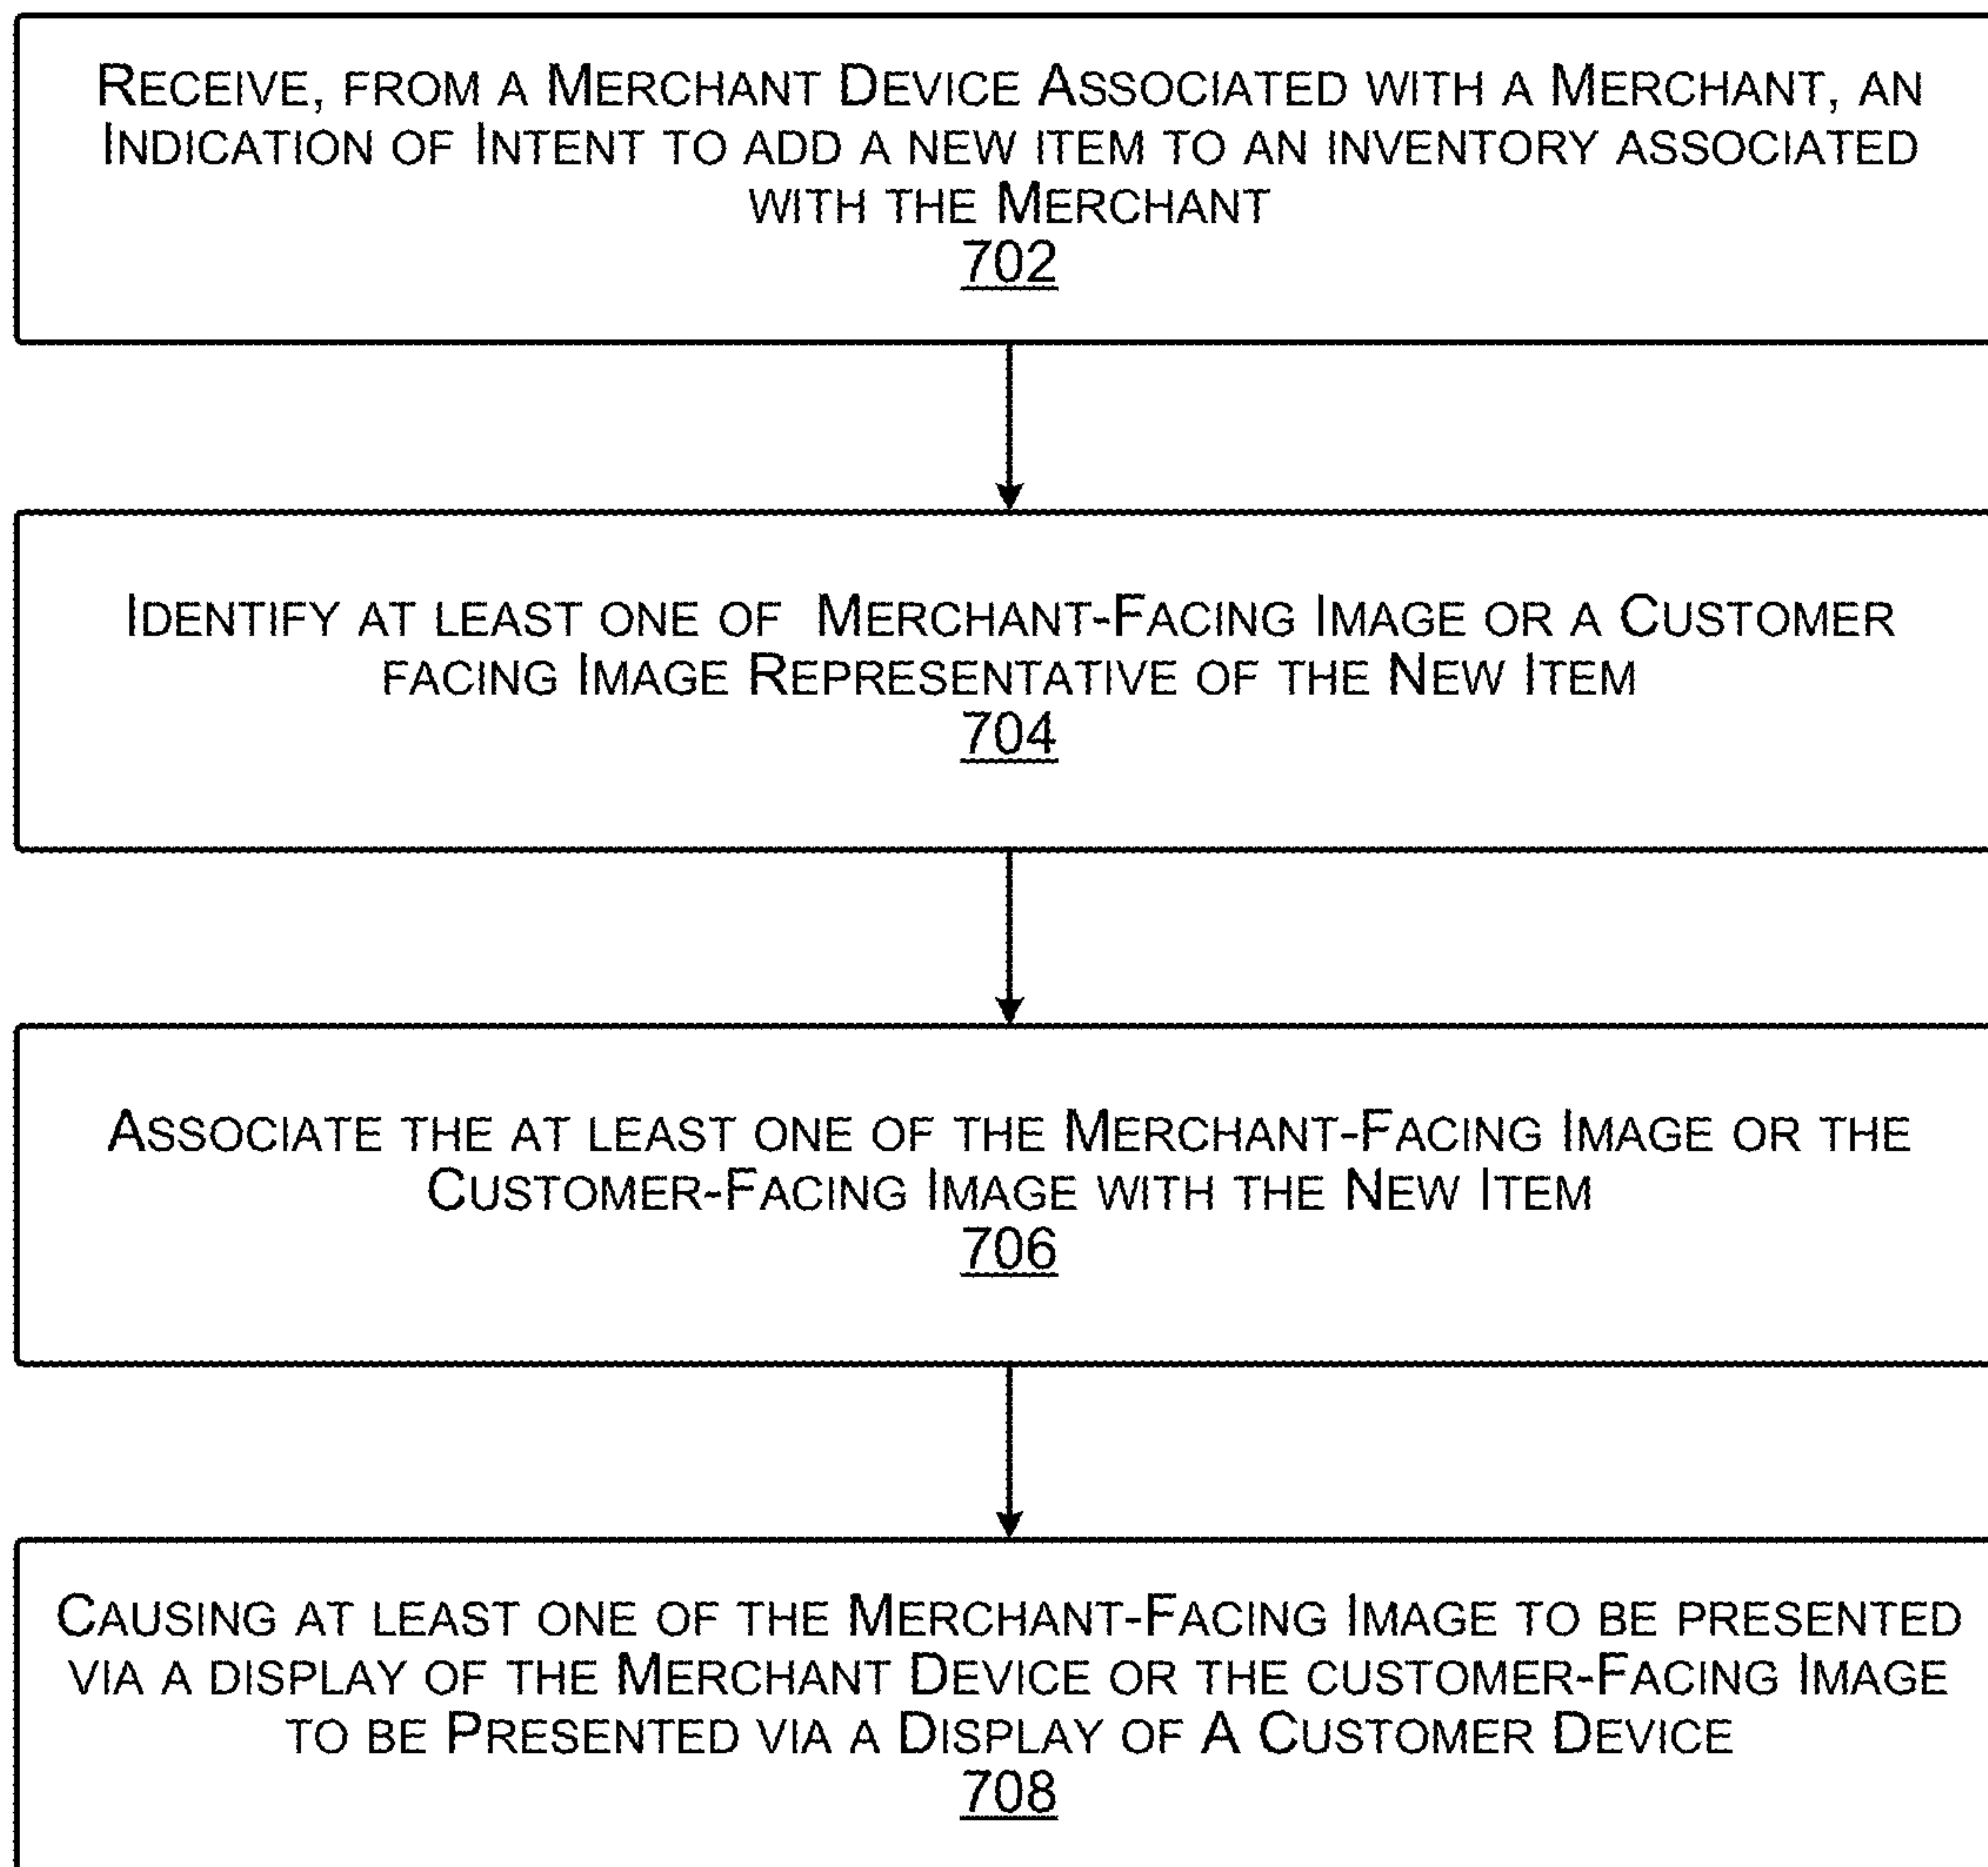 RECEIVE, FROM A MERCHANT DEVICE ASSOCIATED WITH A MERCHANT, AN
INDICATION OF INTENT TO ADD A NEW ITEM TO AN INVENTORY ASSOCIATED
WITH THE MERCHANT
702
IDENTIFY AT LEAST ONE OF MERCHANT-FACING IMAGE OR A CUSTOMER
FACING IMAGE REPRESENTATIVE OF THE NEW ITEM
704
ASSOCIATE THE AT LEAST ONE OF THE MERCHANT-FACING IMAGE OR THE
CUSTOMER-FACING IMAGE WITH THE NEW ITEM
706
CAUSING AT LEAST ONE OF THE MERCHANT-FACING IMAGE TO BE PRESENTED
VIA A DISPLAY OF THE MERCHANT DEVICE OR THE CUSTOMER-FACING IMAGE
TO BE PRESENTED VIA A DISPLAY OF A CUSTOMER DEVICE
708